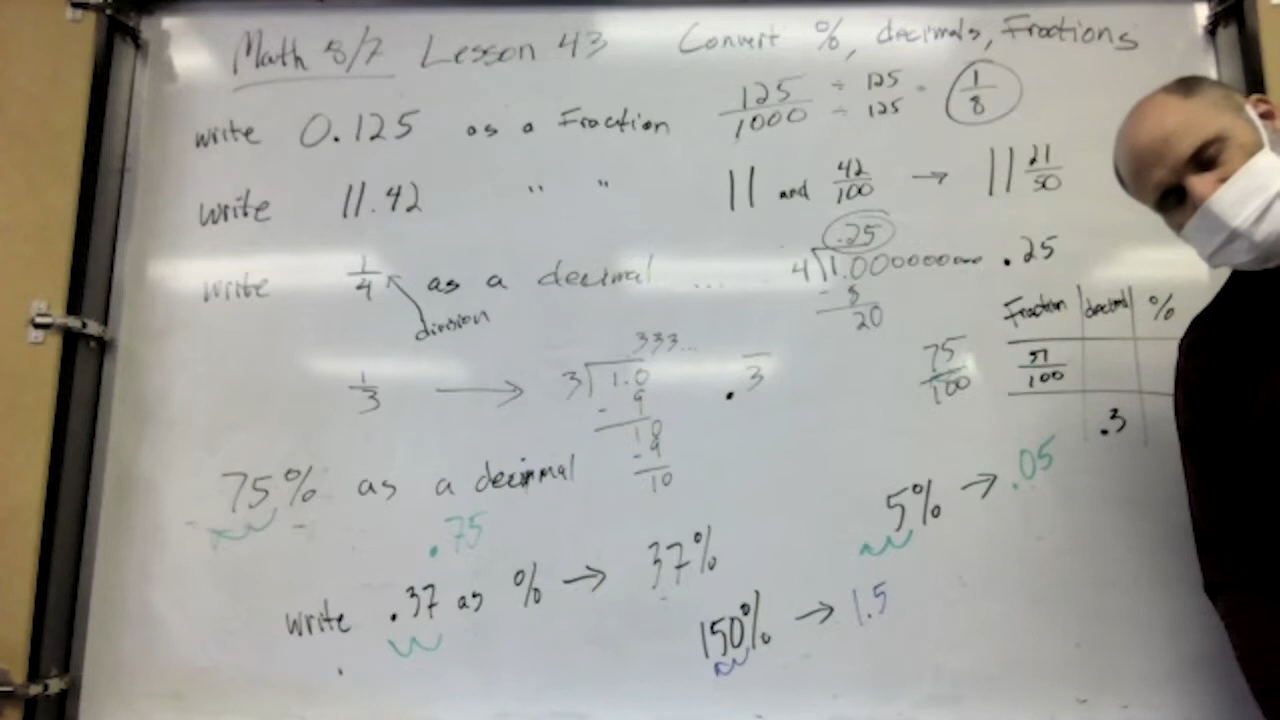 Math 8/7 Lesson 43 Convert %, decimals, Fractions
write 0.125 as a Fraction 125/1000 ÷ 125 ÷ 125 = 1/8
write 11.42 " " 11 and 42/100 → 11 21/50
write 1/4 as a decimal ... 4 1.000000000 .25 .25
division - 8 20
Fraction decimal %
1/3 → 3 1.0 333... .3̅ 75/100 51/100
- 9 10 - 9 10 .3
75% as a decimal .75 5% → .05
write .37 as % → 37%
150% → 1.5